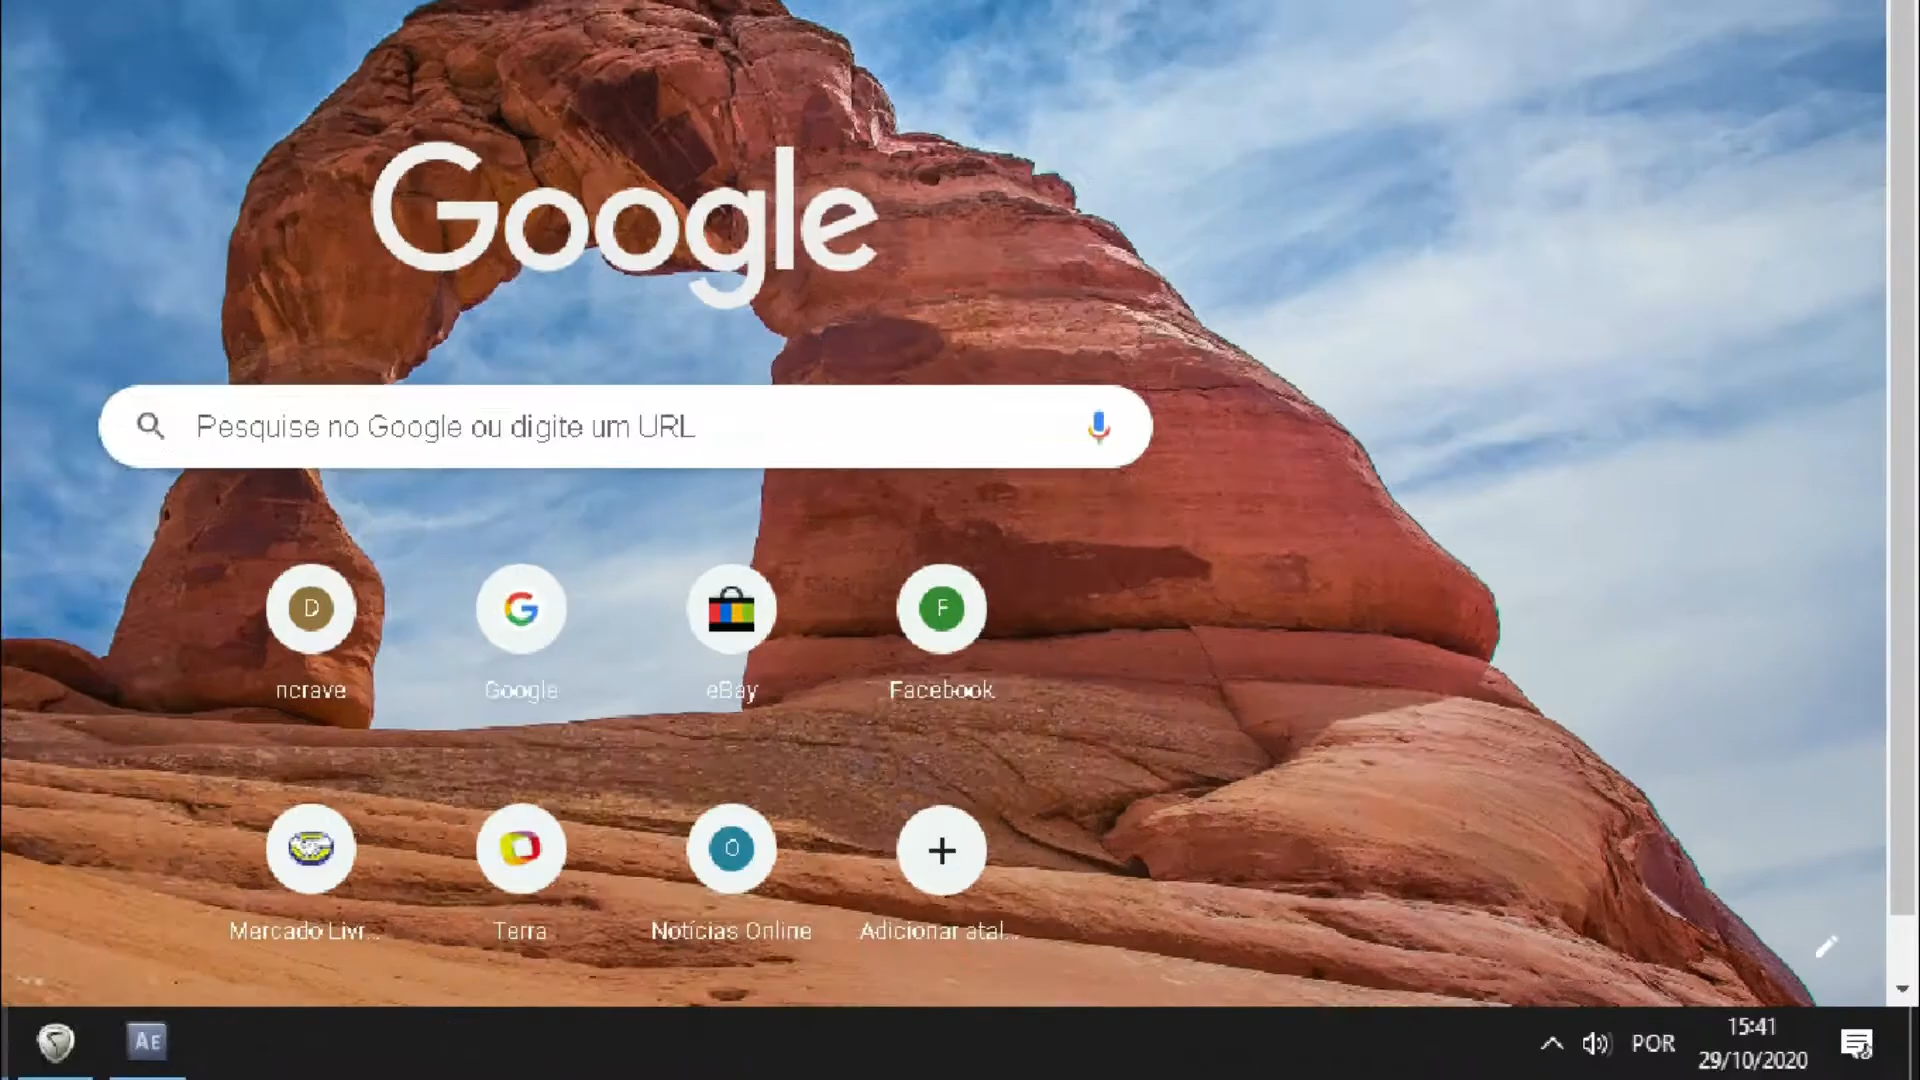 Google
Pesquise no Google ou digite um URL
D
F
ncrave
Google
eBay
Facebook
O
Mercado Livr...
Terra
Notícias Online
Adicionar atal...
AE
POR
15:41
29/10/2020